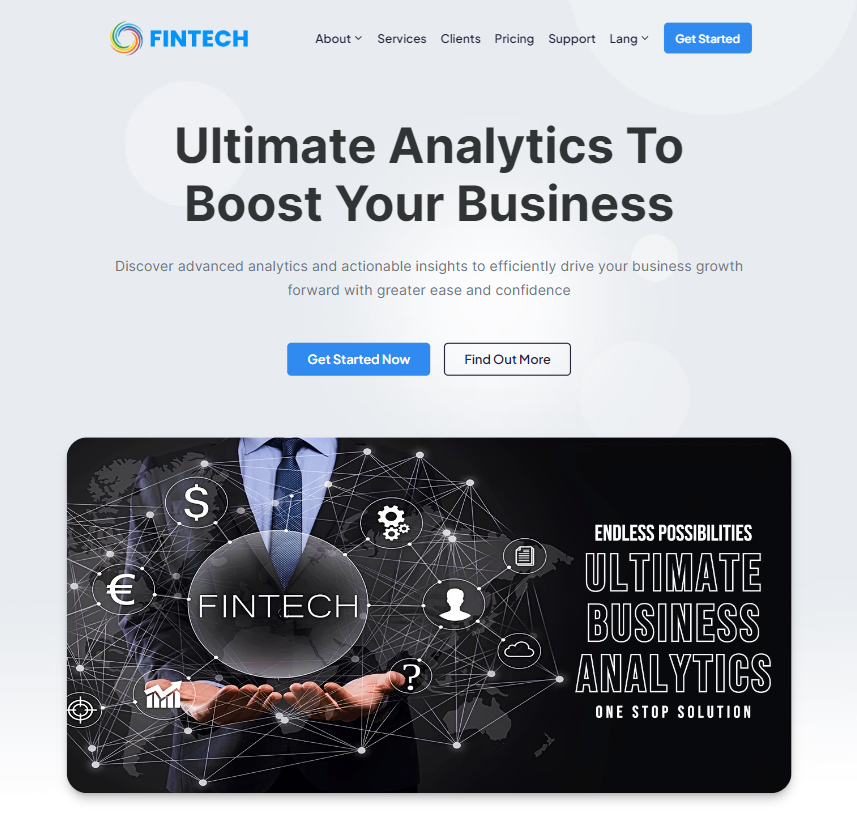 FINTECH
About Services Clients Pricing Support Lang Get Started
Ultimate Analytics To
Boost Your Business
Discover advanced analytics and actionable insights to efficiently drive your business growth
forward with greater ease and confidence
Get Started Now
Find Out More
$
€
FINTECH
?
ENDLESS POSSIBILITIES
ULTIMATE
BUSINESS
ANALYTICS
ONE STOP SOLUTION